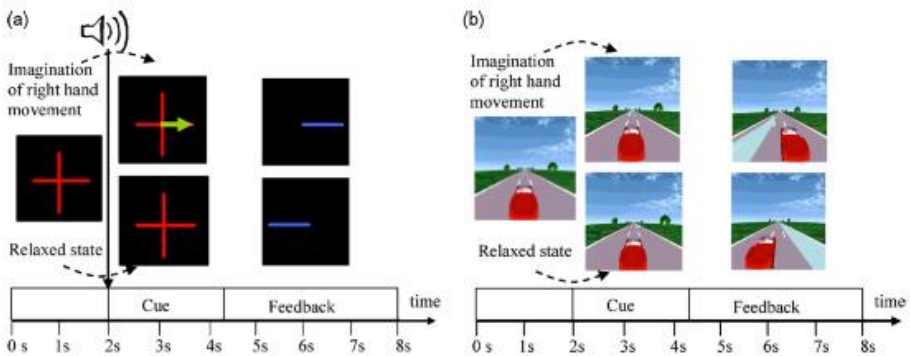 (a)
Imagination
of right hand
movement
Relaxed state
Cue
Feedback
time
0 s
1s
2s
3s
4s
5s
6s
7s
8s
(b)
Imagination
of right hand
movement
Relaxed state
Cue
Feedback
time
0 s
1s
2s
3s
4s
5s
6s
7s
8s